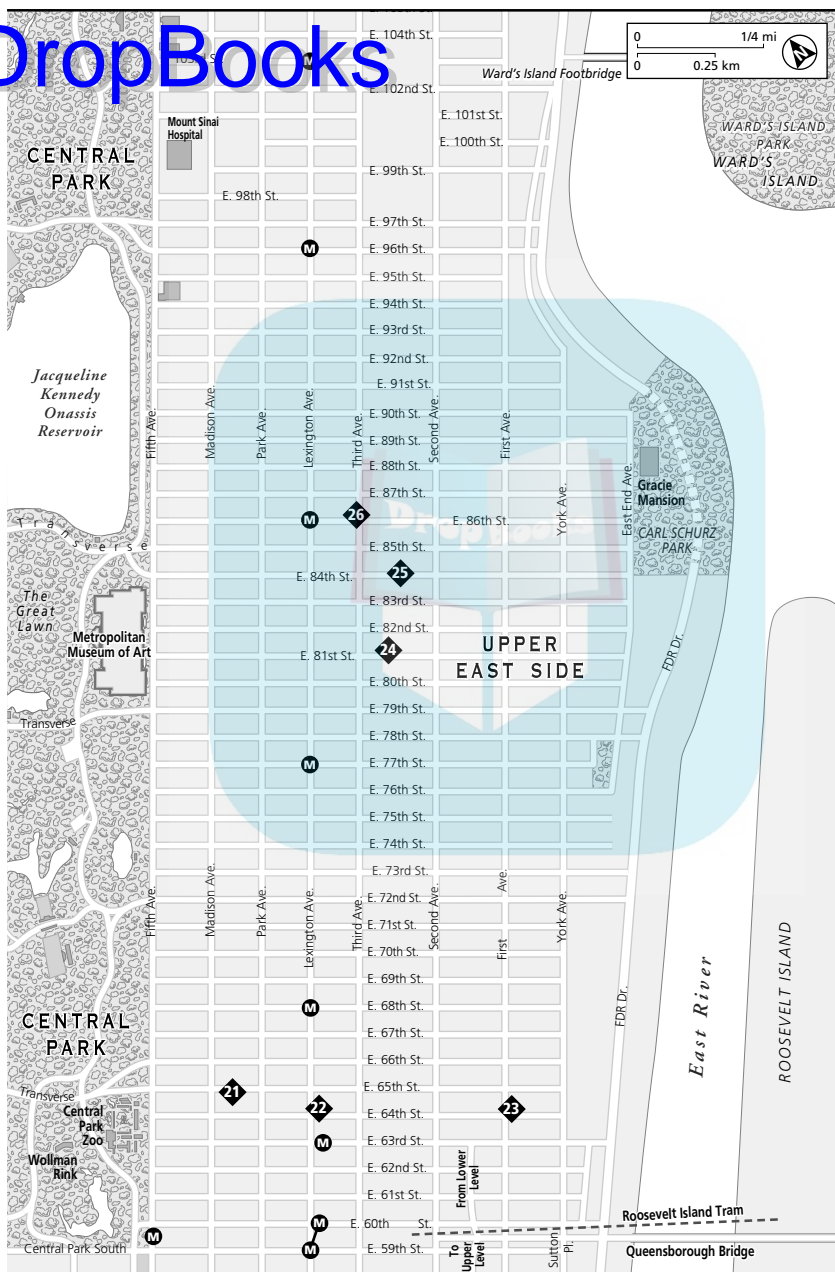 DropBooks
E. 104th St.
E. 102nd St.
0 1/4 mi
0 0.25 km
N
Ward's Island Footbridge
M
E. 101st St.
E. 100th St.
Mount Sinai
Hospital
CENTRAL
PARK
WARD'S ISLAND
PARK
WARD'S
ISLAND
E. 99th St.
E. 98th St.
E. 97th St.
M
E. 96th St.
E. 95th St.
E. 94th St.
E. 93rd St.
E. 92nd St.
E. 91st St.
Jacqueline
Kennedy
Onassis
Reservoir
Fifth Ave.
Madison Ave.
Park Ave.
Lexington Ave.
Third Ave.
Second Ave.
First Ave.
York Ave.
East End Ave.
E. 90th St.
E. 89th St.
E. 88th St.
E. 87th St.
Gracie
Mansion
M
26
Drop Books
E. 86th St.
CARL SCHURZ
PARK
Transverse
E. 85th St.
E. 84th St.
25
E. 83rd St.
The
Great
Lawn
Metropolitan
Museum of Art
E. 82nd St.
E. 81st St.
24
UPPER
EAST SIDE
FDR Dr.
E. 80th St.
E. 79th St.
Transverse
E. 78th St.
M
E. 77th St.
E. 76th St.
E. 75th St.
E. 74th St.
E. 73rd St.
Fifth Ave.
Madison Ave.
Park Ave.
Lexington Ave.
Third Ave.
Second Ave.
First Ave.
York Ave.
E. 72nd St.
E. 71st St.
E. 70th St.
E. 69th St.
M
E. 68th St.
FDR Dr.
East River
ROOSEVELT ISLAND
CENTRAL
PARK
E. 67th St.
E. 66th St.
E. 65th St.
Transverse
21
22
23
Central
Park
Zoo
E. 64th St.
M
E. 63rd St.
Wollman
Rink
E. 62nd St.
From Lower
Level
E. 61st St.
M
E. 60th St.
Roosevelt Island Tram
M
Central Park South
M
E. 59th St.
To
Upper
Level
Sutton
Pl.
Queensborough Bridge